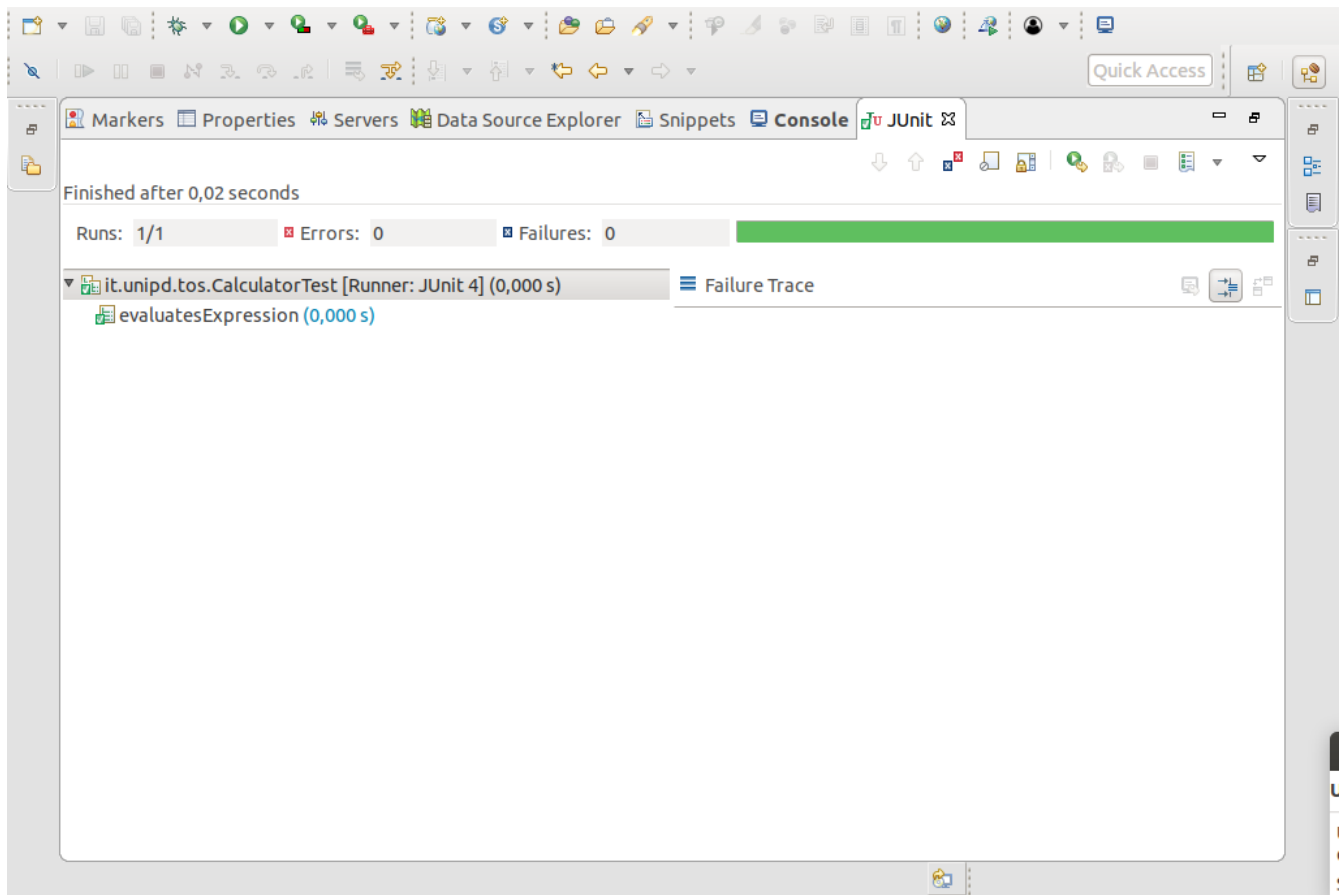 Quick Access
Markers Properties Servers Data Source Explorer Snippets Console JUnit
Finished after 0,02 seconds
Runs: 1/1 Errors: 0 Failures: 0
it.unipd.tos.CalculatorTest [Runner: JUnit 4] (0,000 s) Failure Trace
evaluatesExpression (0,000 s)